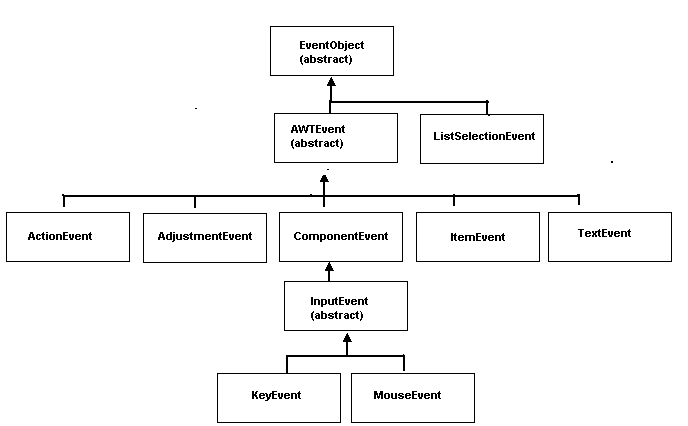 EventObject
(abstract)
AWTEvent
(abstract)
ListSelectionEvent
ActionEvent
AdjustmentEvent
ComponentEvent
ItemEvent
TextEvent
InputEvent
(abstract)
KeyEvent
MouseEvent